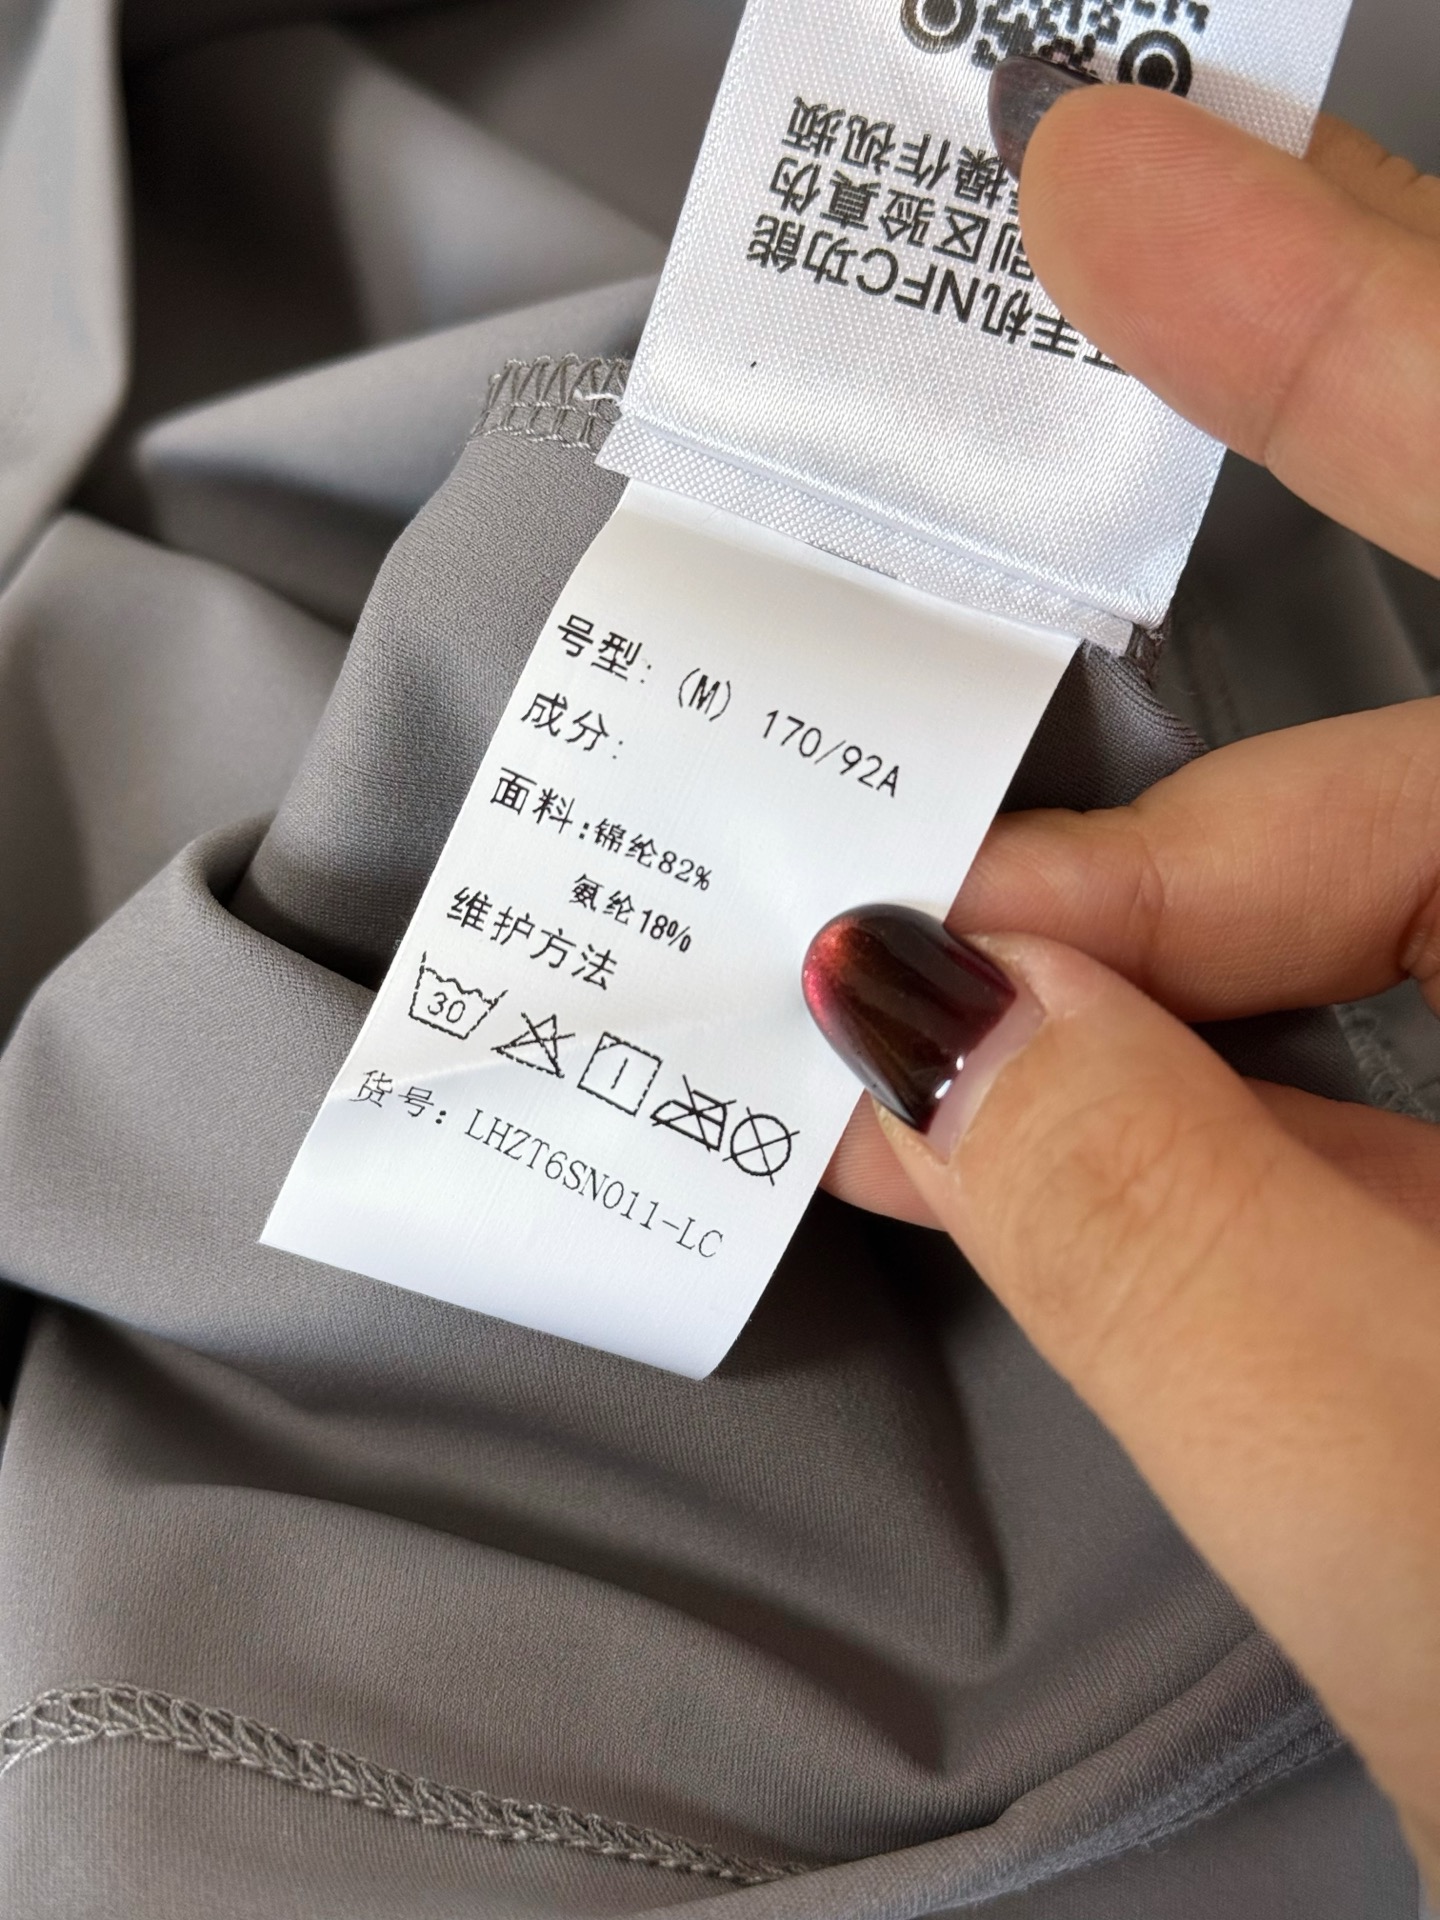 开手机NFC功能
别区验真伪
操作视频
号型: (M) 170/92A
成分:
面料:锦纶82%
氨纶18%
维护方法
30
货号: LHZT6SN011-LC